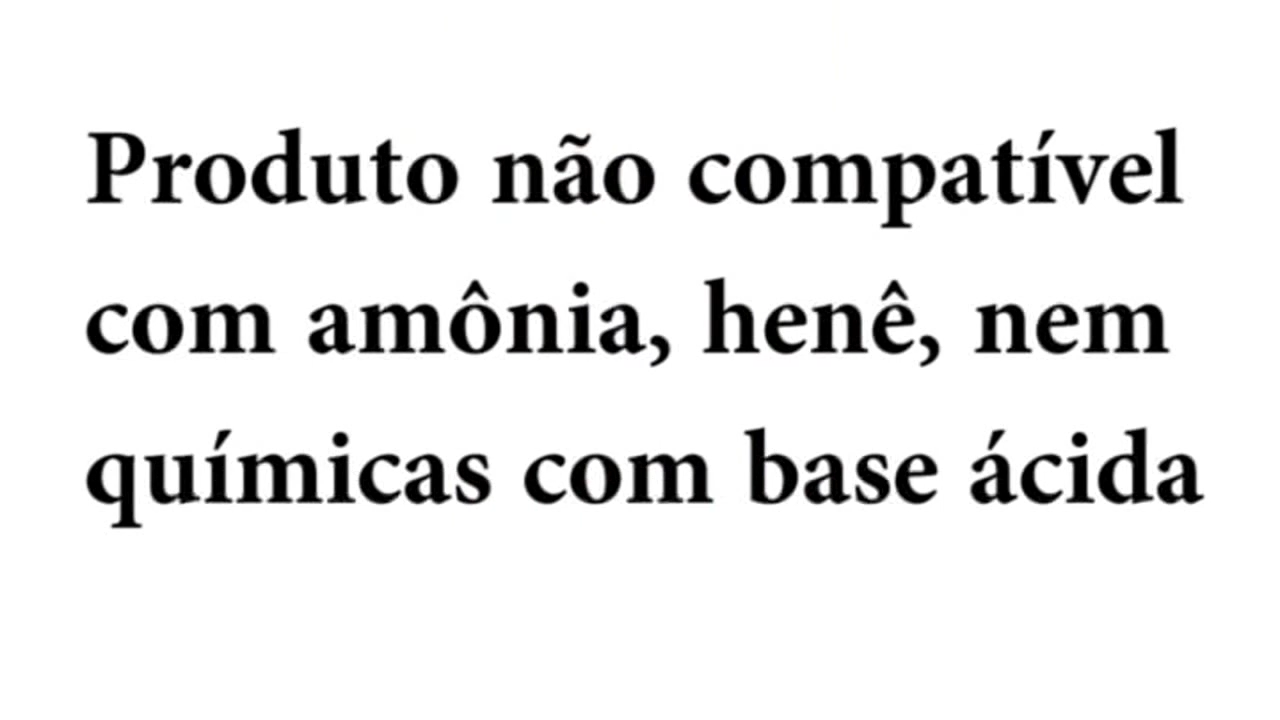 Produto não compatível
com amônia, henê, nem
químicas com base ácida